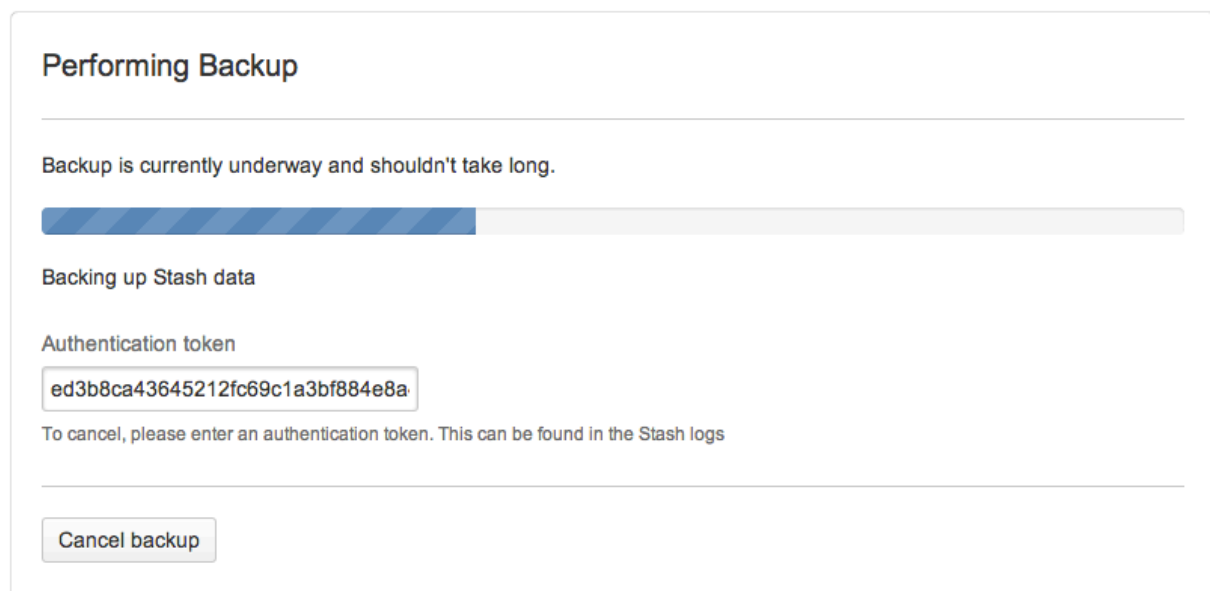 Performing Backup
Backup is currently underway and shouldn't take long.
Backing up Stash data
Authentication token
ed3b8ca43645212fc69c1a3bf884e8a
To cancel, please enter an authentication token. This can be found in the Stash logs
Cancel backup